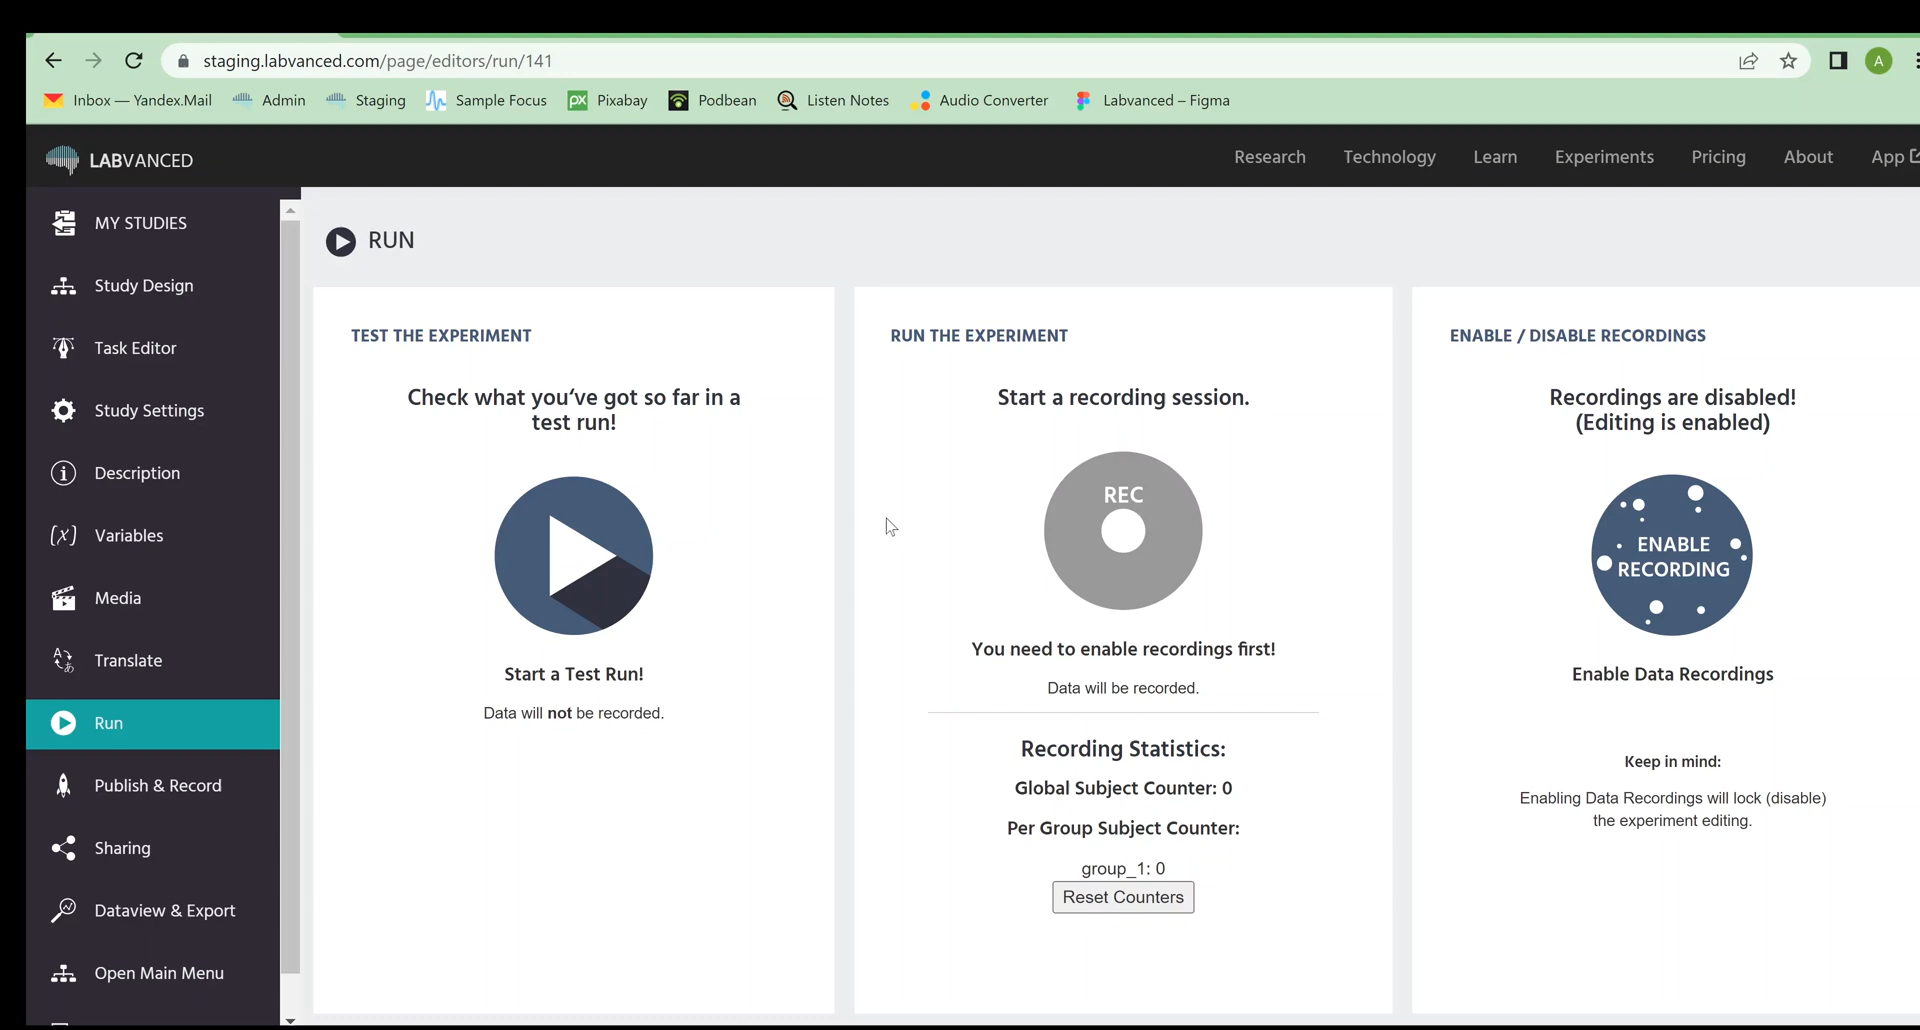 staging.labvanced.com/page/editors/run/141
A
Inbox — Yandex.Mail
Admin
Staging
Sample Focus
Pixabay
Podbean
Listen Notes
Audio Converter
Labvanced – Figma
LABVANCED
Research
Technology
Learn
Experiments
Pricing
About
App
MY STUDIES
Study Design
Task Editor
Study Settings
Description
Variables
Media
Translate
Run
Publish & Record
Sharing
Dataview & Export
Open Main Menu
RUN
TEST THE EXPERIMENT
Check what you‘ve got so far in a
test run!
Start a Test Run!
Data will not be recorded.
RUN THE EXPERIMENT
Start a recording session.
REC
You need to enable recordings first!
Data will be recorded.
Recording Statistics:
Global Subject Counter: 0
Per Group Subject Counter:
group_1: 0
Reset Counters
ENABLE / DISABLE RECORDINGS
Recordings are disabled!
(Editing is enabled)
ENABLE
RECORDING
Enable Data Recordings
Keep in mind:
Enabling Data Recordings will lock (disable)
the experiment editing.